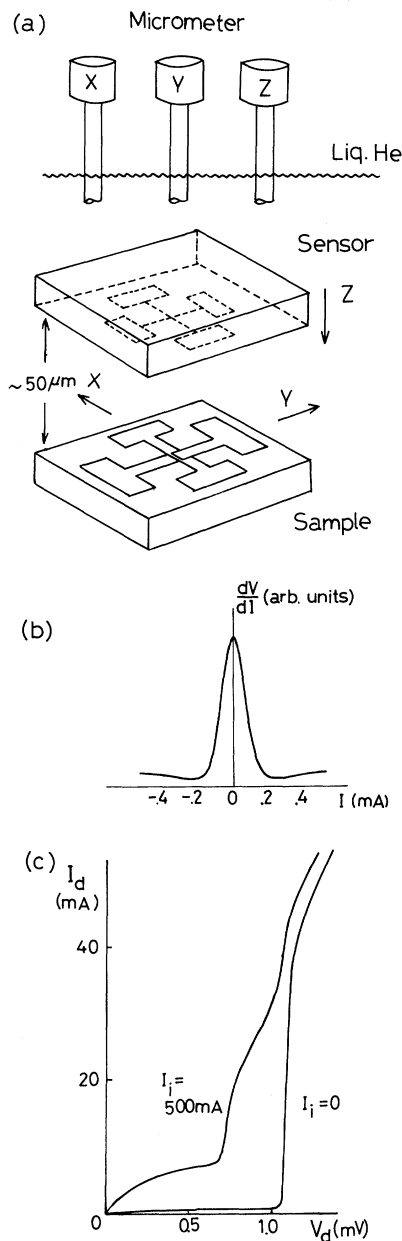 (a)
Micrometer
X Y Z
Liq. He
Sensor
Z
~50μm
X
Y
Sample
(b)
dV/dI (arb. units)
-.4 -.2 0 .2 .4 I (mA)
(c)
I_d
(mA)
40
20
I_i=
500mA
I_i=0
0 0.5 1.0 V_d(mV)